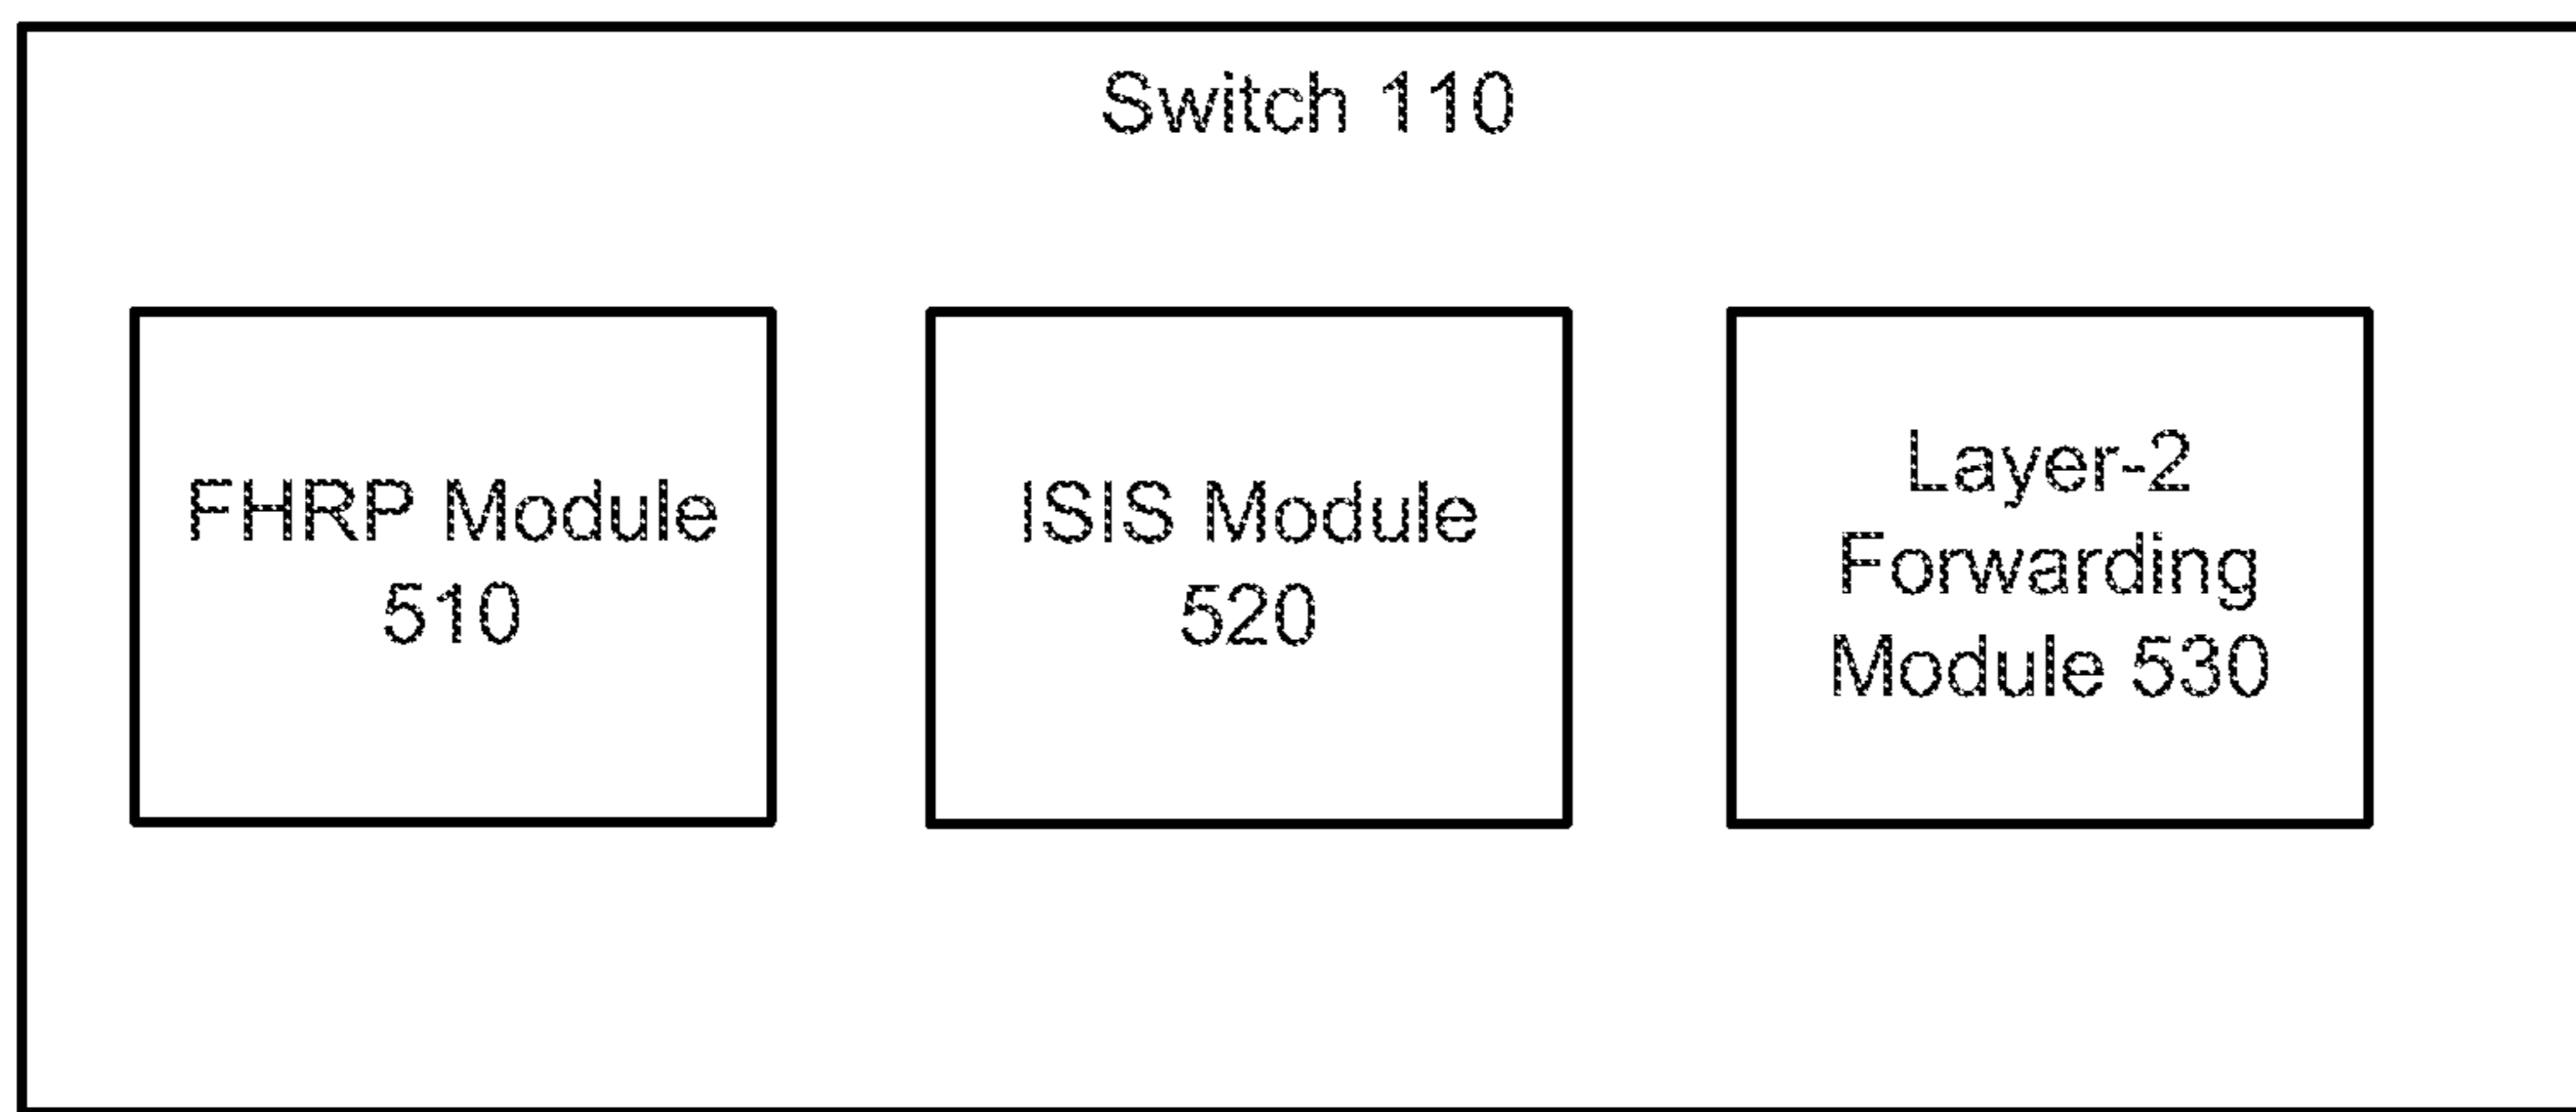 Switch 110
FHRP Module
510
ISIS Module
520
Layer-2
Forwarding
Module 530